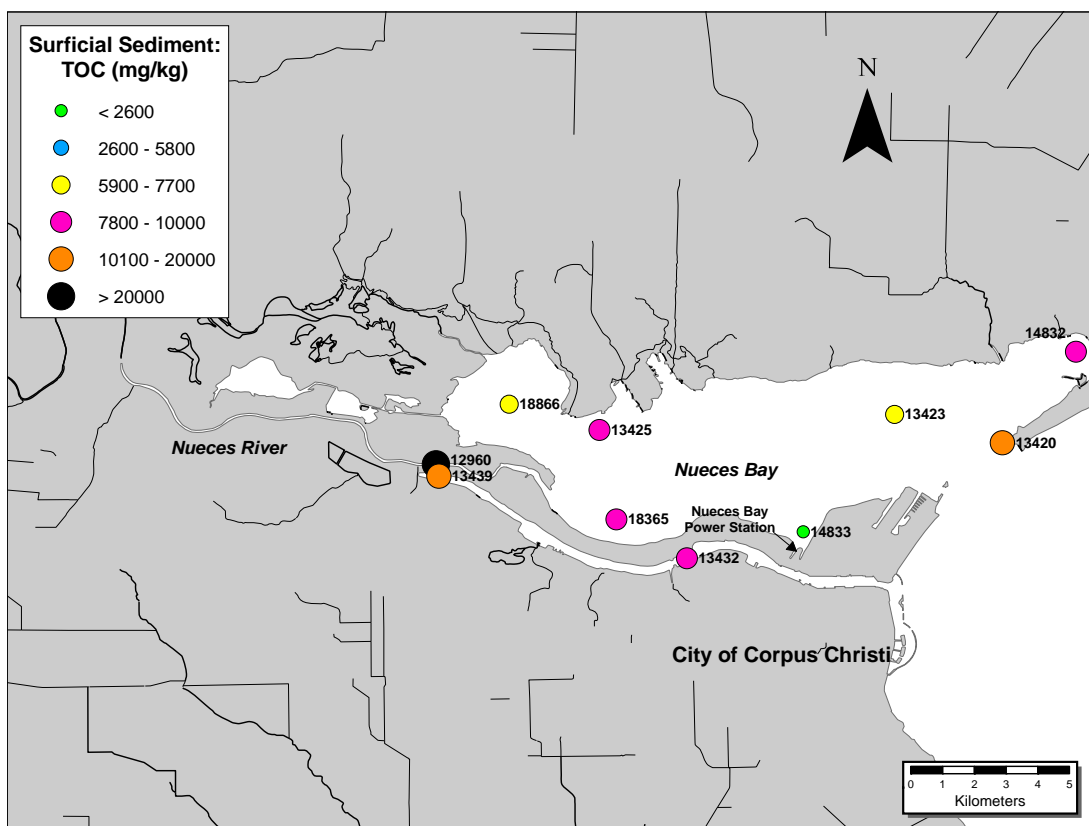 Surficial Sediment:
TOC (mg/kg)
< 2600
2600 - 5800
5900 - 7700
7800 - 10000
10100 - 20000
> 20000
N
14832
18866
13425
13423
13420
Nueces River
12960
13439
Nueces Bay
18365
Nueces Bay
Power Station
14833
13432
City of Corpus Christi
0 1 2 3 4 5
Kilometers